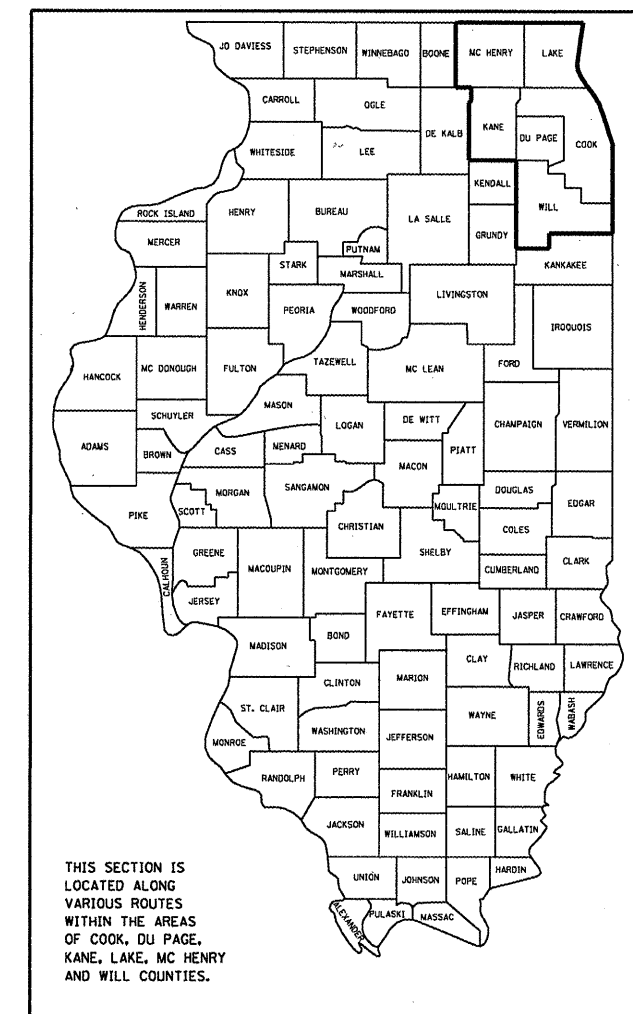 JO DAVIESS
STEPHENSON
WINNEBAGO
BOONE
MC HENRY
LAKE
CARROLL
OGLE
DE KALB
KANE
DU PAGE
COOK
WHITESIDE
LEE
KENDALL
WILL
ROCK ISLAND
HENRY
BUREAU
LA SALLE
GRUNDY
MERCER
PUTNAM
KANKAKEE
STARK
MARSHALL
HENDERSON
WARREN
KNOX
PEORIA
WOODFORD
LIVINGSTON
IROQUOIS
HANCOCK
MC DONOUGH
FULTON
TAZEWELL
MC LEAN
FORD
SCHUYLER
MASON
LOGAN
DE WITT
CHAMPAIGN
VERMILION
ADAMS
BROWN
CASS
MENARD
PIATT
MACON
PIKE
SCOTT
MORGAN
SANGAMON
CHRISTIAN
MOULTRIE
DOUGLAS
EDGAR
COLES
GREENE
MACOUPIN
MONTGOMERY
SHELBY
CUMBERLAND
CLARK
CALHOUN
JERSEY
FAYETTE
EFFINGHAM
JASPER
CRAWFORD
MADISON
BOND
CLAY
RICHLAND
LAWRENCE
CLINTON
MARION
ST. CLAIR
WAYNE
EDWARDS
WABASH
MONROE
WASHINGTON
JEFFERSON
RANDOLPH
PERRY
FRANKLIN
HAMILTON
WHITE
JACKSON
WILLIAMSON
SALINE
GALLATIN
UNION
JOHNSON
POPE
HARDIN
ALEXANDER
PULASKI
MASSAC
THIS SECTION IS
LOCATED ALONG
VARIOUS ROUTES
WITHIN THE AREAS
OF COOK, DU PAGE,
KANE, LAKE, MC HENRY
AND WILL COUNTIES.